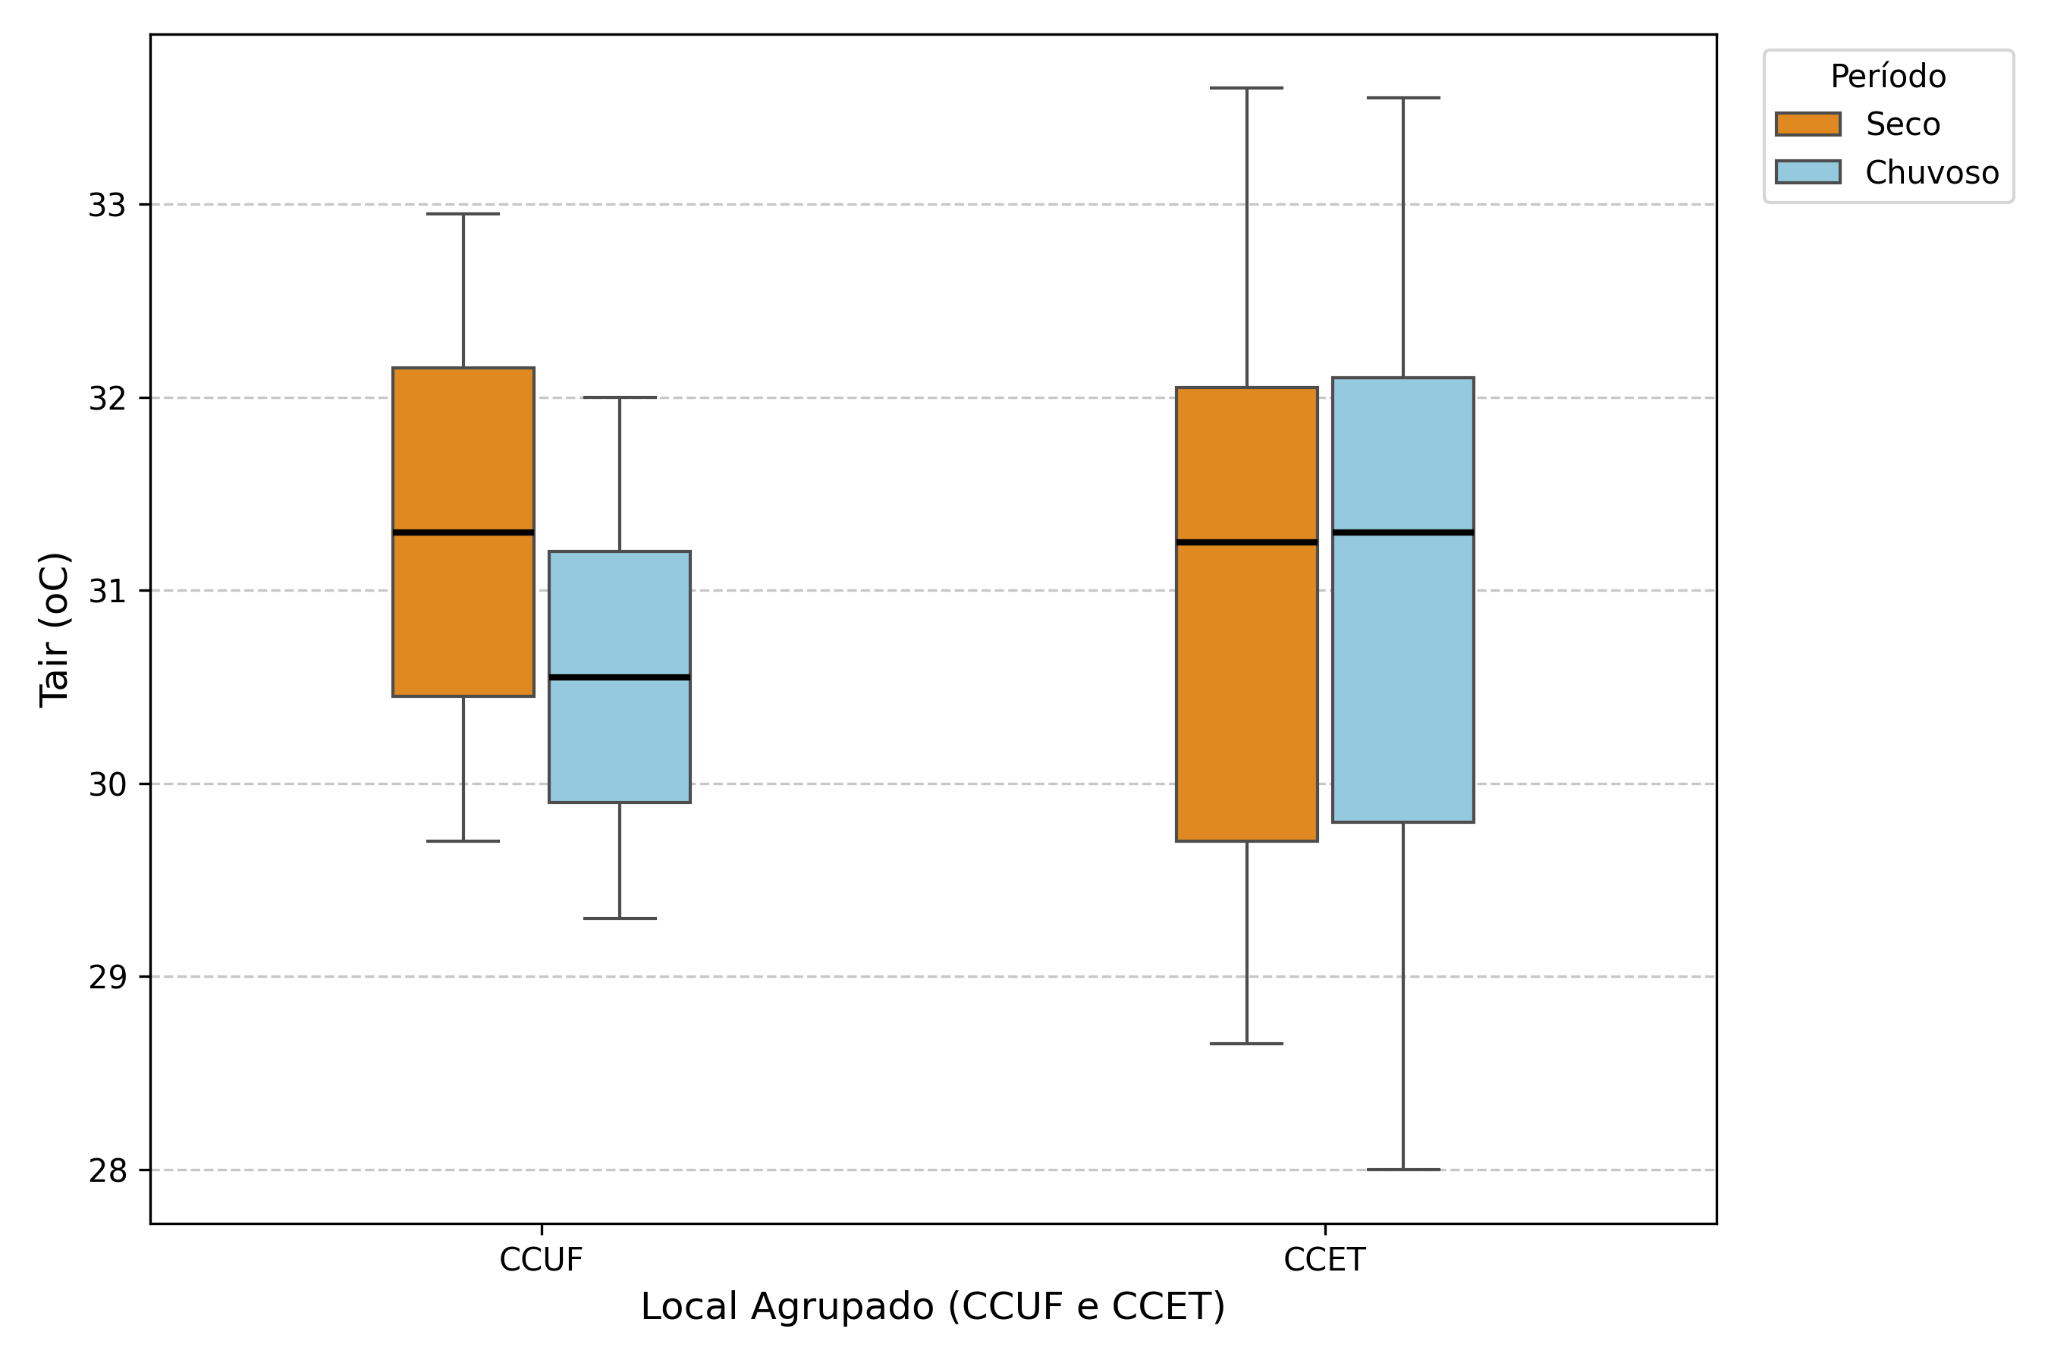 Período
Seco
Chuvoso
33
32
31
30
29
28
Tair (oC)
CCUF
CCET
Local Agrupado (CCUF e CCET)